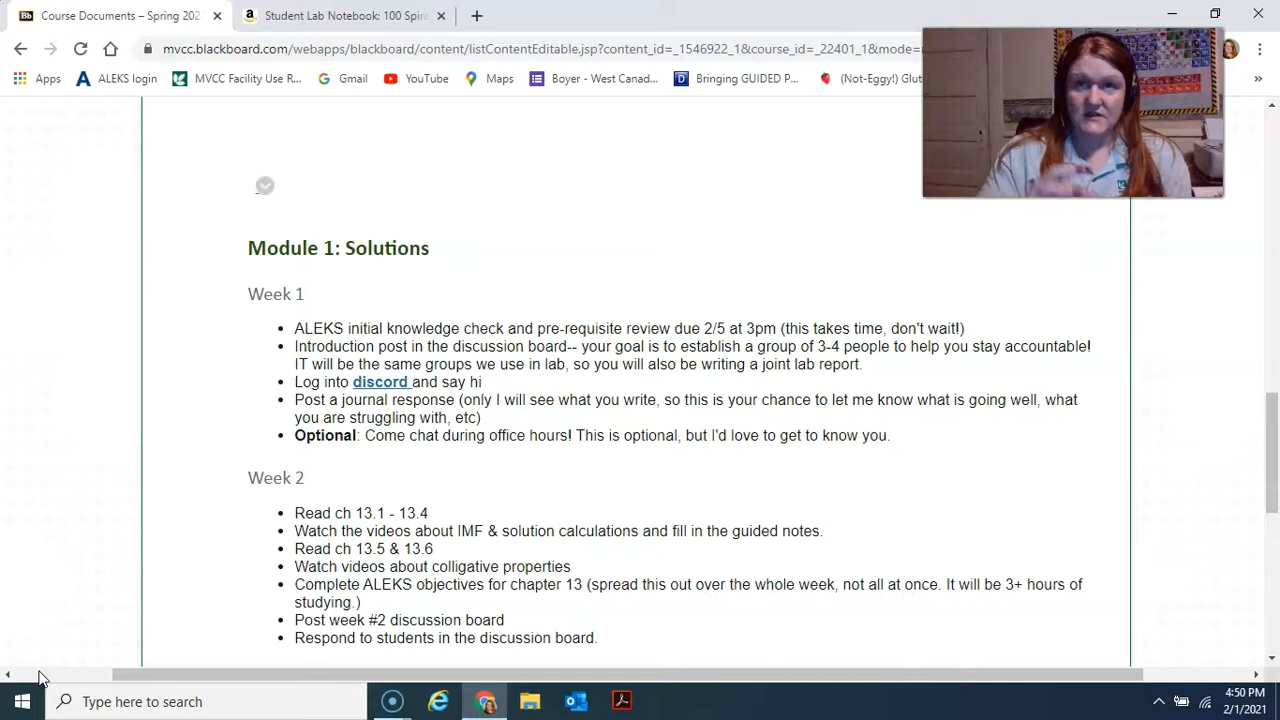 Course Documents – Spring 202
Student Lab Notebook: 100 Spira
mvcc.blackboard.com/webapps/blackboard/content/listContentEditable.jsp?content_id=_1546922_1&course_id=_22401_1&mode=
Apps
ALEKS login
MVCC Facility Use R...
Gmail
YouTube
Maps
Boyer - West Canad...
Bringing GUIDED P...
(Not-Eggy!) Glut
Module 1: Solutions
Week 1
• ALEKS initial knowledge check and pre-requisite review due 2/5 at 3pm (this takes time, don't wait!)
• Introduction post in the discussion board-- your goal is to establish a group of 3-4 people to help you stay accountable!
IT will be the same groups we use in lab, so you will also be writing a joint lab report.
• Log into discord and say hi
• Post a journal response (only I will see what you write, so this is your chance to let me know what is going well, what
you are struggling with, etc)
• Optional: Come chat during office hours! This is optional, but I'd love to get to know you.
Week 2
• Read ch 13.1 - 13.4
• Watch the videos about IMF & solution calculations and fill in the guided notes.
• Read ch 13.5 & 13.6
• Watch videos about colligative properties
• Complete ALEKS objectives for chapter 13 (spread this out over the whole week, not all at once. It will be 3+ hours of
studying.)
• Post week #2 discussion board
• Respond to students in the discussion board.
Type here to search
4:50 PM
2/1/2021